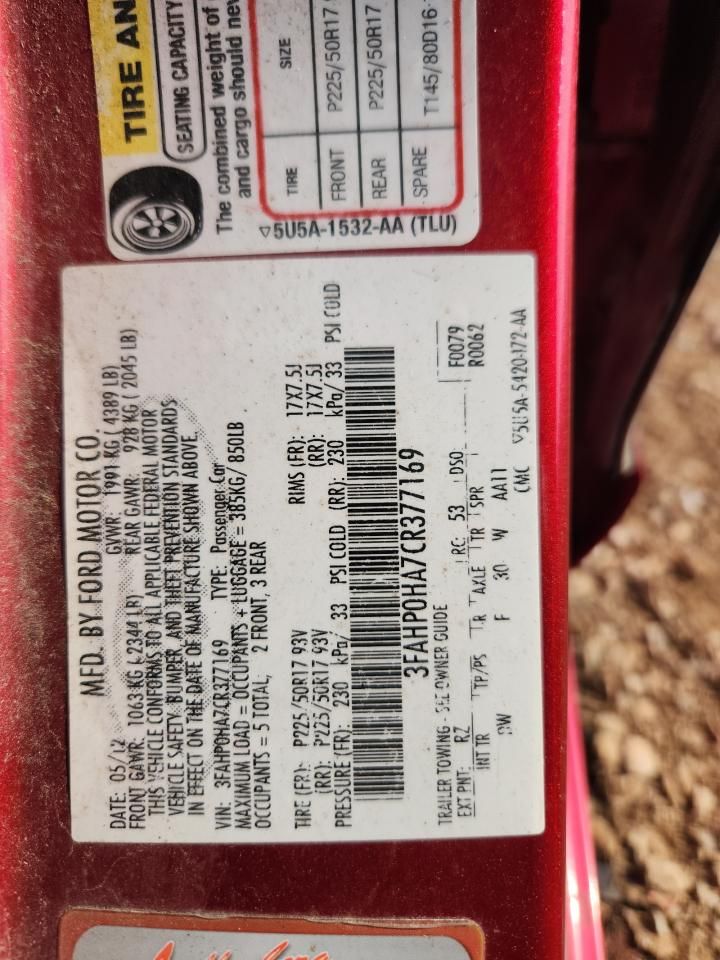 MFD. BY FORD MOTOR CO.
DATE: 05/12 GVWR: 1991 KG ( 4389 LB)
FRONT GAWR: 1063 KG ( 2344 LB) REAR GAWR: 928 KG ( 2045 LB)
THIS VEHICLE CONFORMS TO ALL APPLICABLE FEDERAL MOTOR
VEHICLE SAFETY, BUMPER, AND THEFT PREVENTION STANDARDS
IN EFFECT ON THE DATE OF MANUFACTURE SHOWN ABOVE.
VIN: 3FAHP0HA7CR377169 TYPE: Passenger Car
MAXIMUM LOAD = OCCUPANTS + LUGGAGE = 385KG/ 850LB
OCCUPANTS = 5 TOTAL; 2 FRONT, 3 REAR
TIRE (FR): P225/50R17 93V RIMS (FR): 17X7.5J
(RR): P225/50R17 93V (RR): 17X7.5J
PRESSURE (FR): 230 kPa/ 33 PSI COLD (RR): 230 kPa/ 33 PSI COLD
3FAHP0HA7CR377169
TRAILER TOWING - SEE OWNER GUIDE
F0079
EXT PNT: RZ RC: 53 DSO: R0062
INT TR TP/PS R AXLE TR SPR
W F 30 W AA11
CMC ▽5U5A-5420472-AA
TIRE AN
SEATING CAPACITY
The combined weight of
and cargo should nev
TIRE SIZE
FRONT P225/50R17
REAR P225/50R17
SPARE T145/80D16
▽5U5A-1532-AA (TLU)